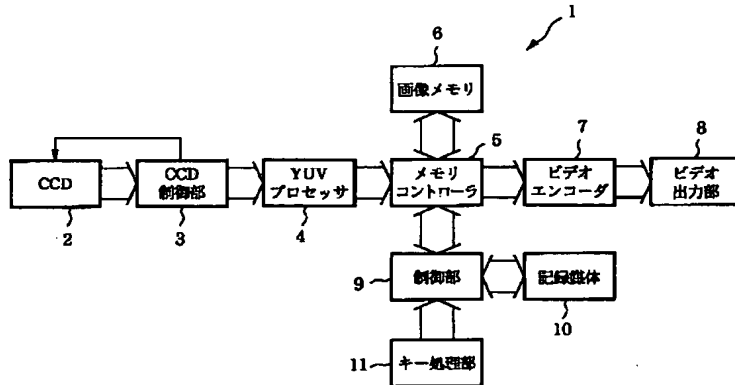 1
6
画像メモリ
5
7
8
CCD
CCD
制御部
YUV
プロセッサ
メモリ
コントローラ
ビデオ
エンコーダ
ビデオ
出力部
2
3
4
9
制御部
記録媒体
10
11
キー処理部